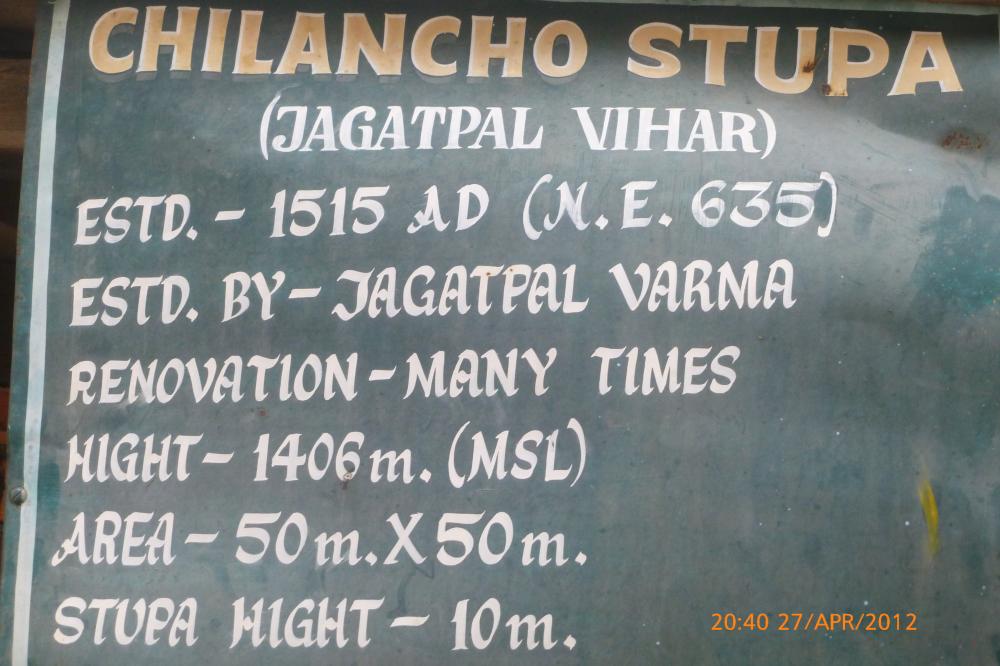 CHILANCHO STUPA
(JAGATPAL VIHAR)
ESTD. - 1515 AD (N.E. 635)
ESTD. BY - JAGATPAL VARMA
RENOVATION - MANY TIMES
HIGHT - 1406m. (MSL)
AREA - 50m. X 50m.
STUPA HIGHT - 10m.
20:40 27/APR/2012